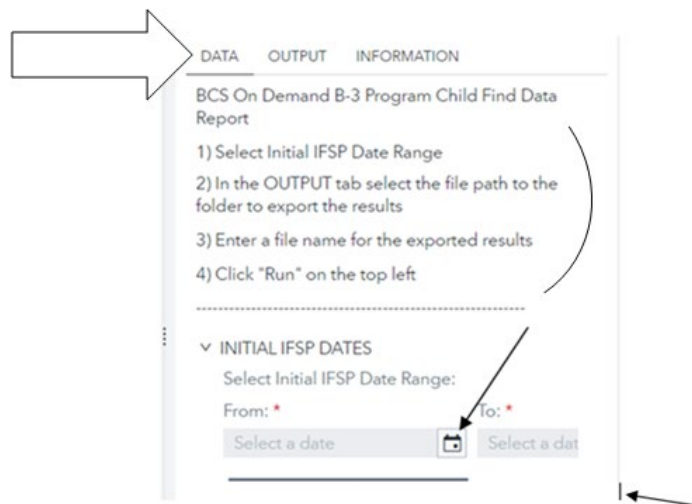 DATA OUTPUT INFORMATION
BCS On Demand B-3 Program Child Find Data
Report
1) Select Initial IFSP Date Range
2) In the OUTPUT tab select the file path to the
folder to export the results
3) Enter a file name for the exported results
4) Click "Run" on the top left
INITIAL IFSP DATES
Select Initial IFSP Date Range:
From: * To: *
Select a date Select a dat